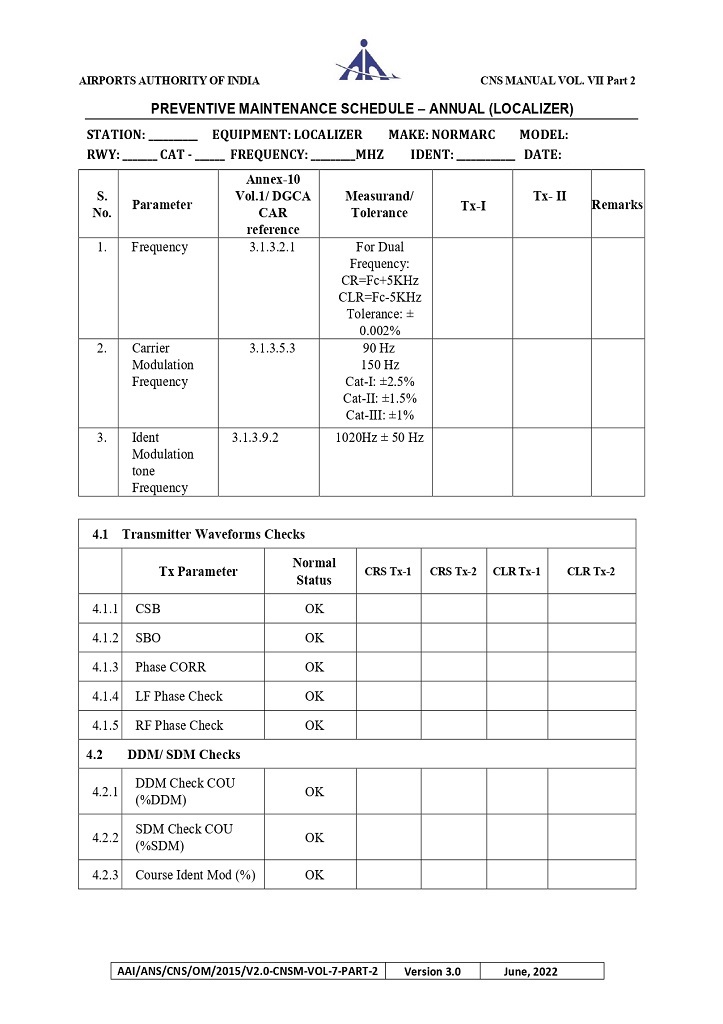 AIRPORTS AUTHORITY OF INDIA CNS MANUAL VOL. VII Part 2
PREVENTIVE MAINTENANCE SCHEDULE – ANNUAL (LOCALIZER)
STATION: ________ EQUIPMENT: LOCALIZER MAKE: NORMARC MODEL:
RWY: ______ CAT - _____ FREQUENCY: ________MHZ IDENT: __________ DATE:
S. No. Parameter Annex-10 Vol.1/ DGCA CAR reference Measurand/ Tolerance Tx-I Tx- II Remarks
1. Frequency 3.1.3.2.1 For Dual
Frequency:
CR=Fc+5KHz
CLR=Fc-5KHz
Tolerance: ±
0.002%
2. Carrier 3.1.3.5.3 90 Hz
Modulation 150 Hz
Frequency Cat-I: ±2.5%
Cat-II: ±1.5%
Cat-III: ±1%
3. Ident 3.1.3.9.2 1020Hz ± 50 Hz
Modulation
tone
Frequency
4.1 Transmitter Waveforms Checks
Tx Parameter Normal Status CRS Tx-1 CRS Tx-2 CLR Tx-1 CLR Tx-2
4.1.1 CSB OK
4.1.2 SBO OK
4.1.3 Phase CORR OK
4.1.4 LF Phase Check OK
4.1.5 RF Phase Check OK
4.2 DDM/ SDM Checks
4.2.1 DDM Check COU (%DDM) OK
4.2.2 SDM Check COU (%SDM) OK
4.2.3 Course Ident Mod (%) OK
AAI/ANS/CNS/OM/2015/V2.0-CNSM-VOL-7-PART-2 Version 3.0 June, 2022